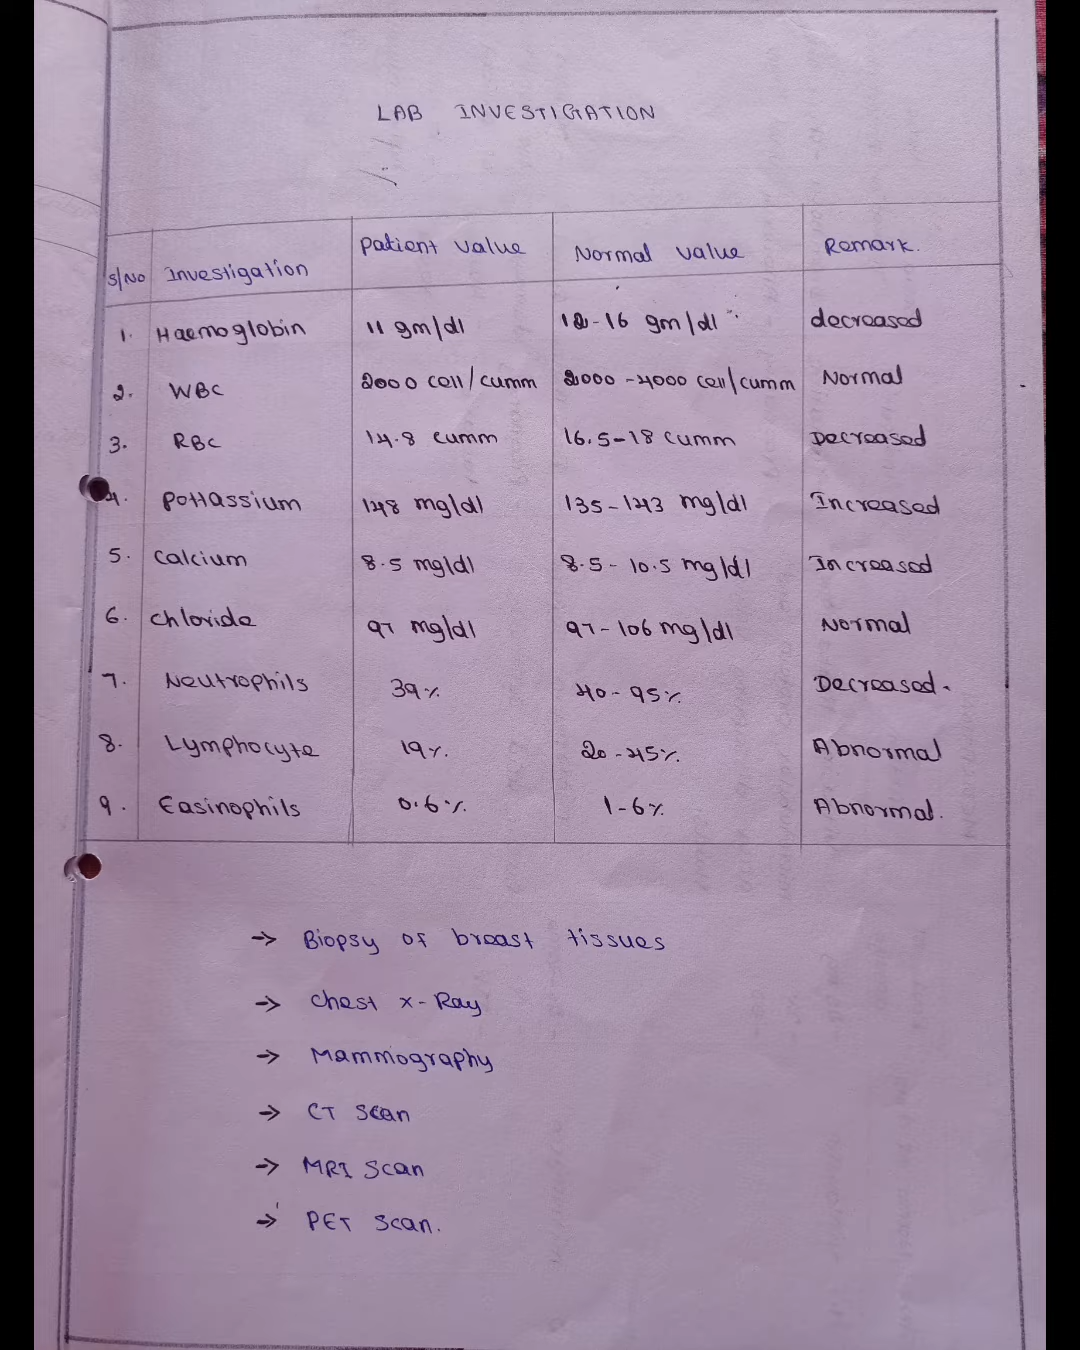 LAB INVESTIGATION
S/No Investigation Patient Value Normal value Remark.
1. Haemoglobin 11 gm/dl 12-16 gm/dl decreased
2. WBC 2000 cell/cumm 2000-4000 cell/cumm Normal
3. RBC 14.8 cumm 16.5-18 cumm Decreased
4. Pottassium 148 mg/dl 135-143 mg/dl Increased
5. Calcium 8.5 mg/dl 8.5-10.5 mg/dl Increased
6. Chloride 97 mg/dl 97-106 mg/dl Normal
7. Neutrophils 39% 40-95% Decreased.
8. Lymphocyte 19% 20-45% Abnormal
9. Easinophils 0.6% 1-6% Abnormal.
→ Biopsy of breast tissues
→ Chest x-Ray
→ Mammography
→ CT Scan
→ MRI Scan
→ PET Scan.